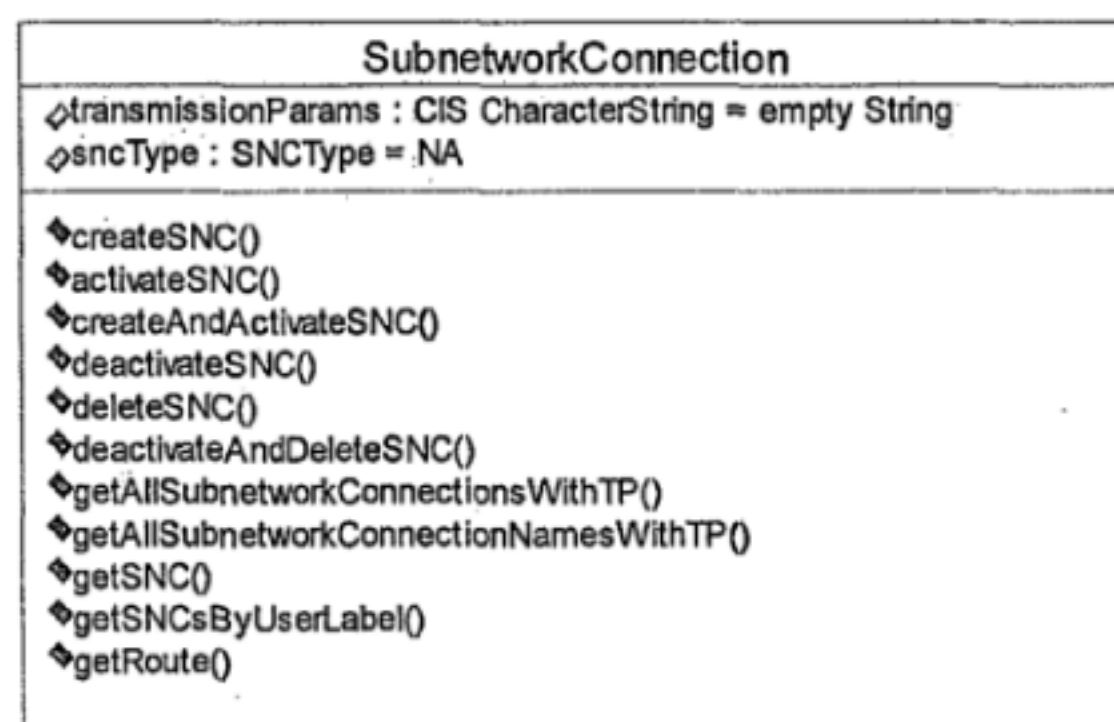 SubnetworkConnection
transmissionParams : CIS CharacterString = empty String
sncType : SNCType = NA
createSNC()
activateSNC()
createAndActivateSNC()
deactivateSNC()
deleteSNC()
deactivateAndDeleteSNC()
getAllSubnetworkConnectionsWithTP()
getAllSubnetworkConnectionNamesWithTP()
getSNC()
getSNCsByUserLabel()
getRoute()